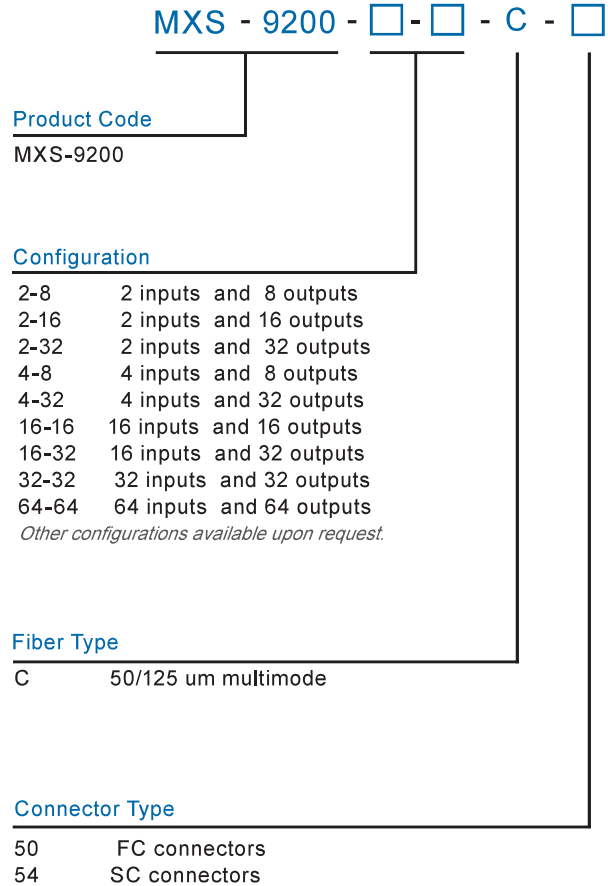 MXS - 9200 - □ - □ - C - □
Product Code
MXS-9200
Configuration
2-8 2 inputs and 8 outputs
2-16 2 inputs and 16 outputs
2-32 2 inputs and 32 outputs
4-8 4 inputs and 8 outputs
4-32 4 inputs and 32 outputs
16-16 16 inputs and 16 outputs
16-32 16 inputs and 32 outputs
32-32 32 inputs and 32 outputs
64-64 64 inputs and 64 outputs
Other configurations available upon request.
Fiber Type
C 50/125 um multimode
Connector Type
50 FC connectors
54 SC connectors